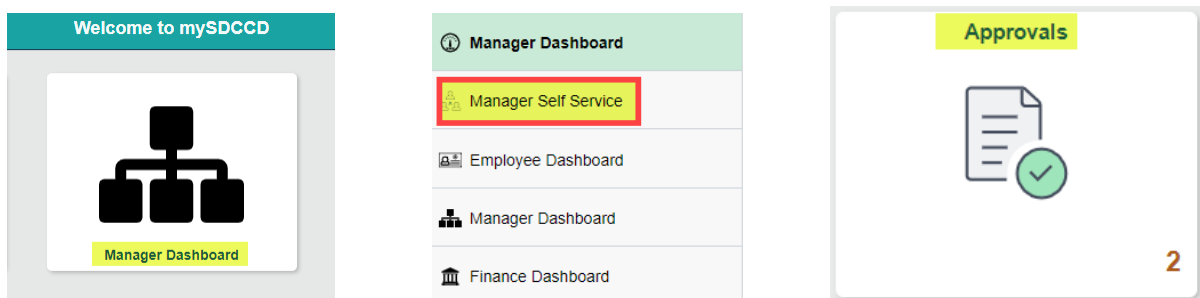 Welcome to mySDCCD
Manager Dashboard
Manager Dashboard
Manager Self Service
Employee Dashboard
Manager Dashboard
Finance Dashboard
Approvals
2